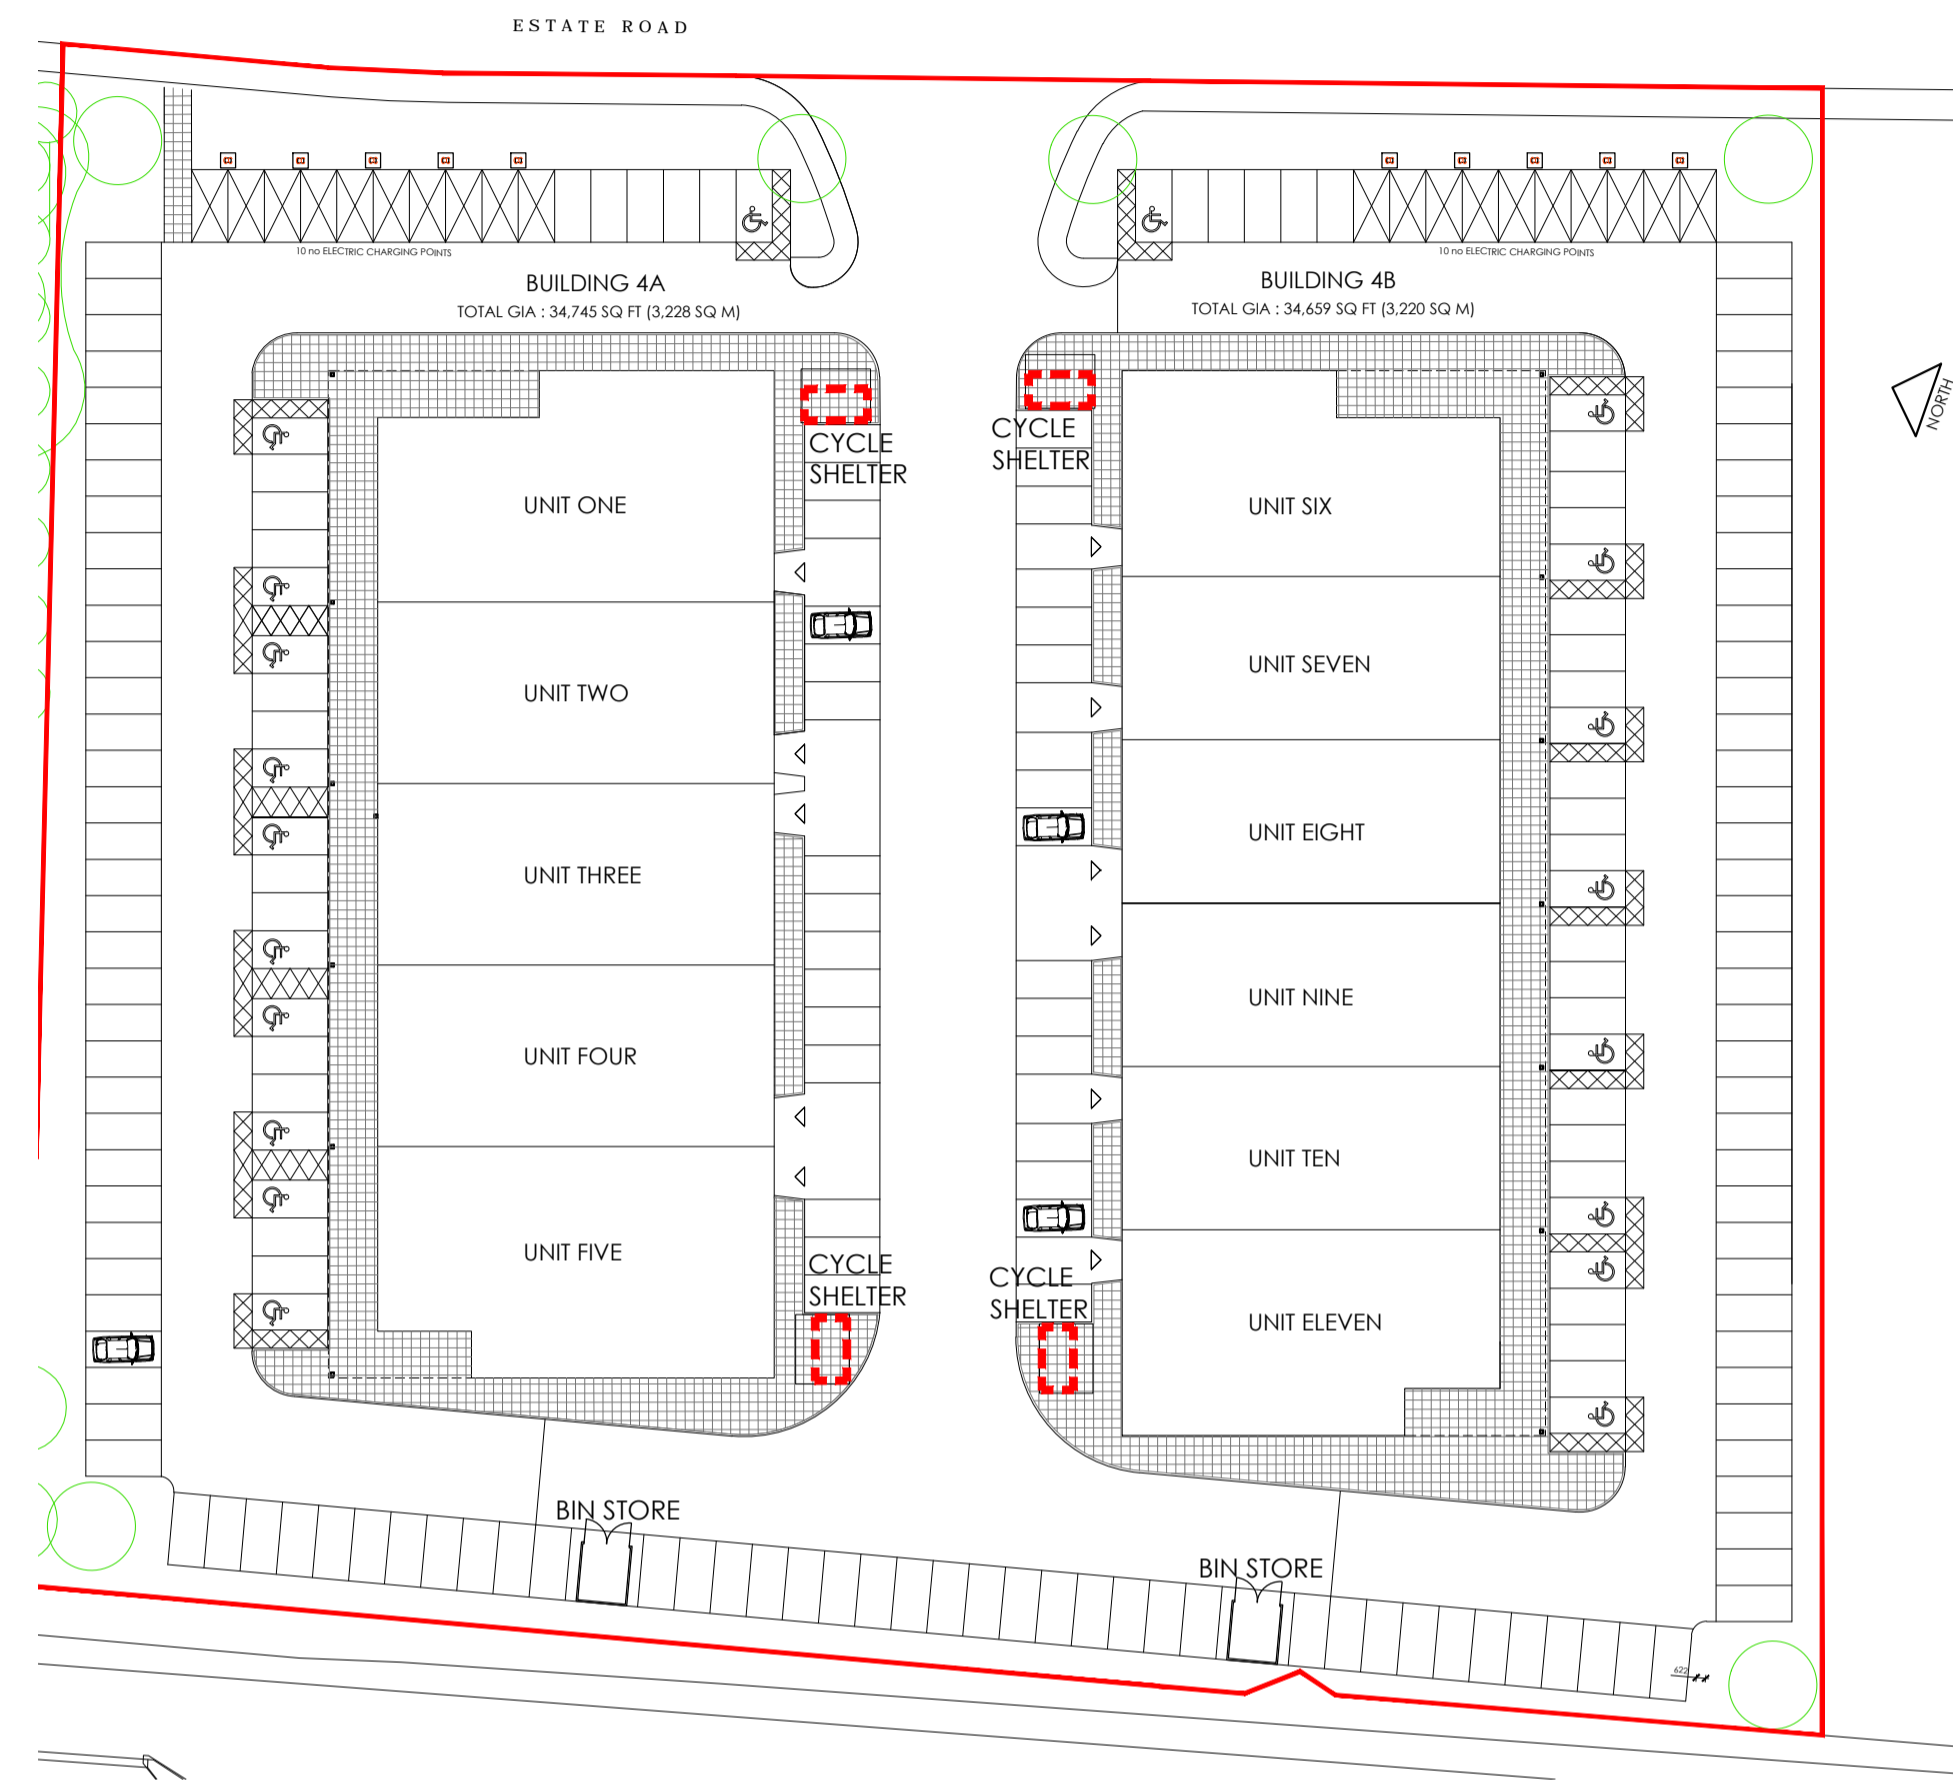 ESTATE ROAD
10 no ELECTRIC CHARGING POINTS
10 no ELECTRIC CHARGING POINTS
BUILDING 4A
TOTAL GIA : 34,745 SQ FT (3,228 SQ M)
BUILDING 4B
TOTAL GIA : 34,659 SQ FT (3,220 SQ M)
NORTH
CYCLE
SHELTER
CYCLE
SHELTER
UNIT ONE
UNIT SIX
UNIT TWO
UNIT SEVEN
UNIT THREE
UNIT EIGHT
UNIT FOUR
UNIT NINE
UNIT TEN
UNIT FIVE
UNIT ELEVEN
CYCLE
SHELTER
CYCLE
SHELTER
BIN STORE
BIN STORE
622